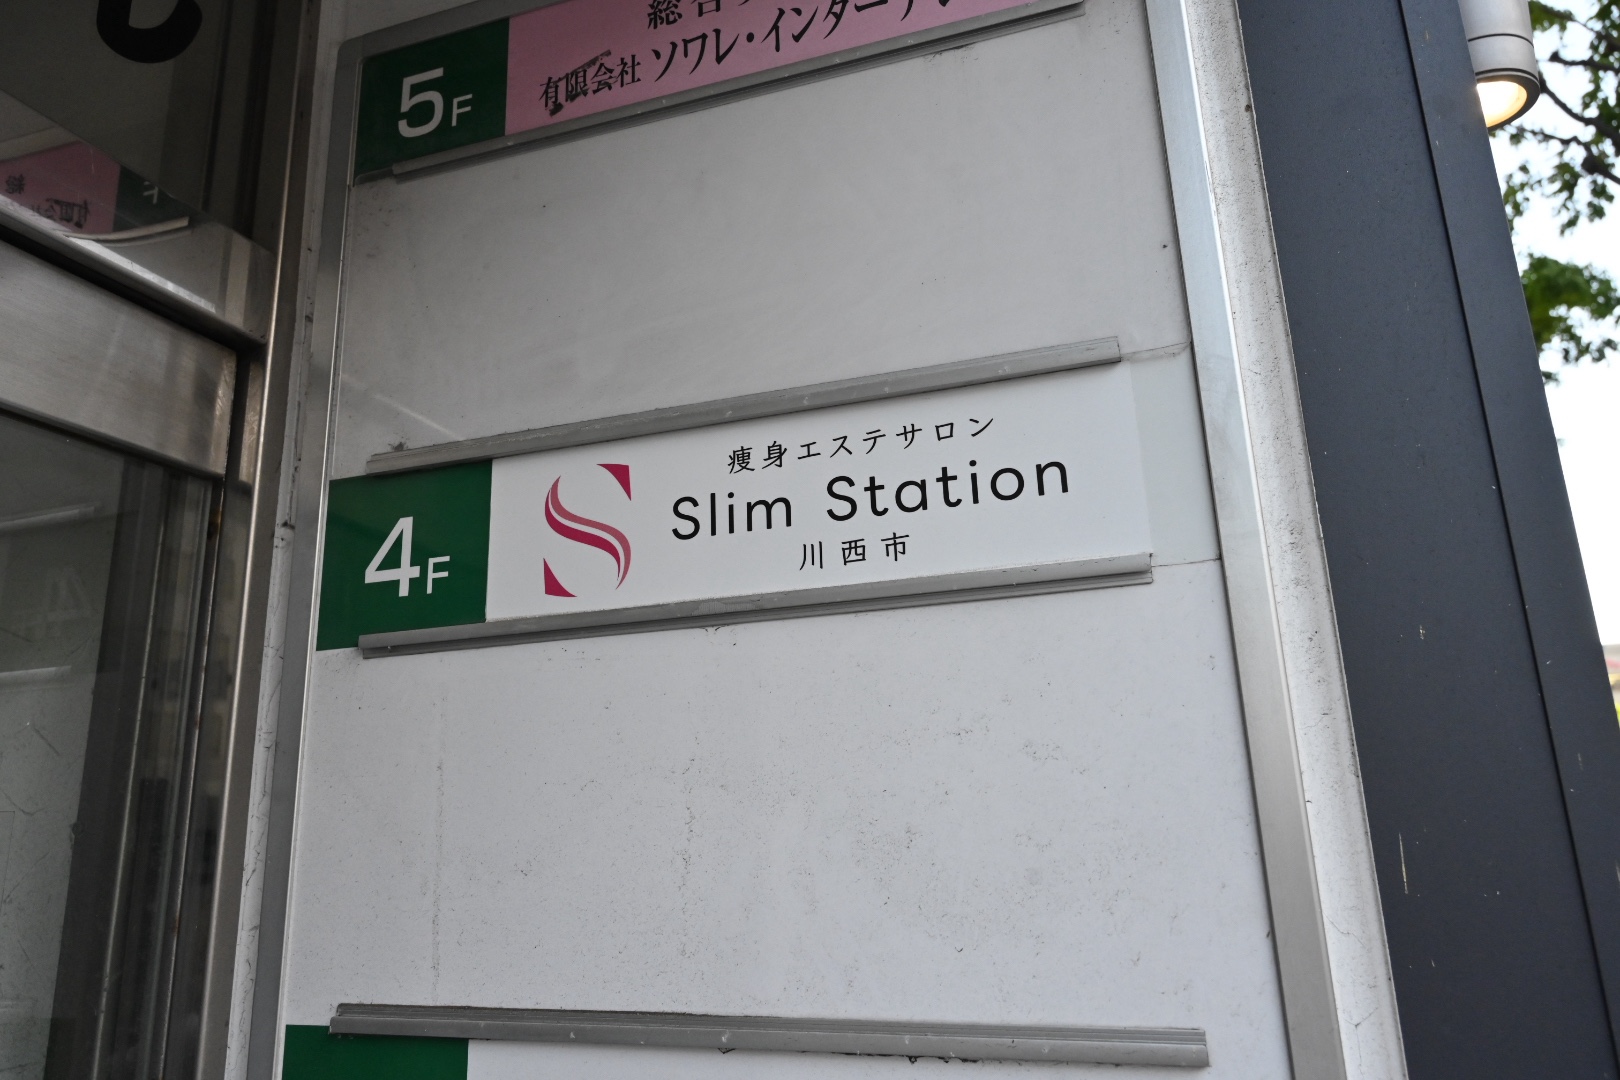 5F
有限会社 ソワレ・インター
4F
痩身エステサロン
Slim Station
川西市